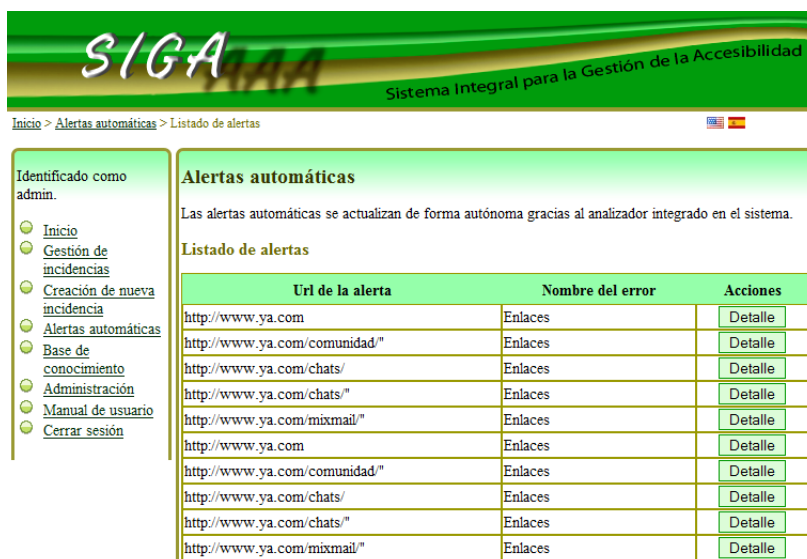 SIGA
AAA
Sistema Integral para la Gestión de la Accesibilidad
Inicio > Alertas automáticas > Listado de alertas
Identificado como
admin.
Inicio
Gestión de
incidencias
Creación de nueva
incidencia
Alertas automáticas
Base de
conocimiento
Administración
Manual de usuario
Cerrar sesión
Alertas automáticas
Las alertas automáticas se actualizan de forma autónoma gracias al analizador integrado en el sistema.
Listado de alertas
Url de la alerta Nombre del error Acciones
http://www.ya.com Enlaces Detalle
http://www.ya.com/comunidad/" Enlaces Detalle
http://www.ya.com/chats/ Enlaces Detalle
http://www.ya.com/chats/" Enlaces Detalle
http://www.ya.com/mixmail/" Enlaces Detalle
http://www.ya.com Enlaces Detalle
http://www.ya.com/comunidad/" Enlaces Detalle
http://www.ya.com/chats/ Enlaces Detalle
http://www.ya.com/chats/" Enlaces Detalle
http://www.ya.com/mixmail/" Enlaces Detalle